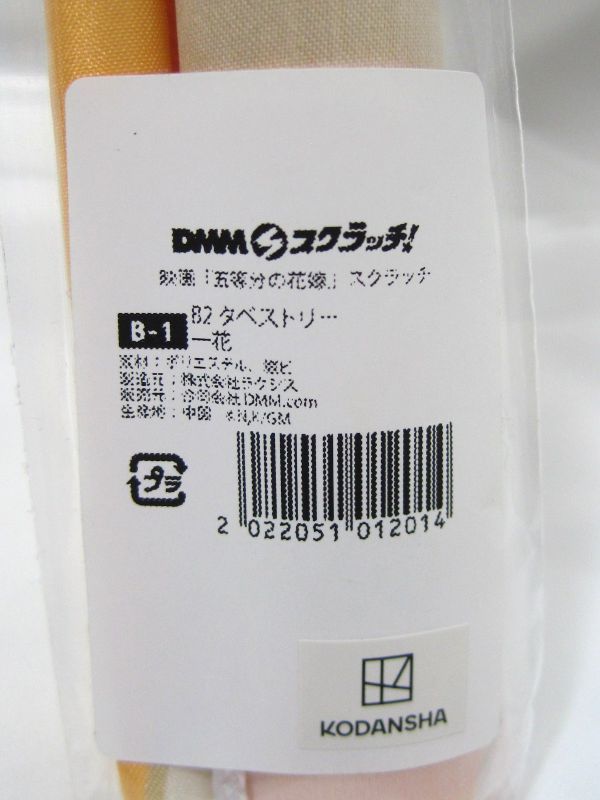 DMMスクラッチ!
映画「五等分の花嫁」スクラッチ
B-1
B2タペストリ…
一花
素材：ポリエステル、塩ビ
製造元：株式会社ラクジス
販売元：合同会社DMM.com
生産地：中国
プラ
2 022051 012014
KODANSHA